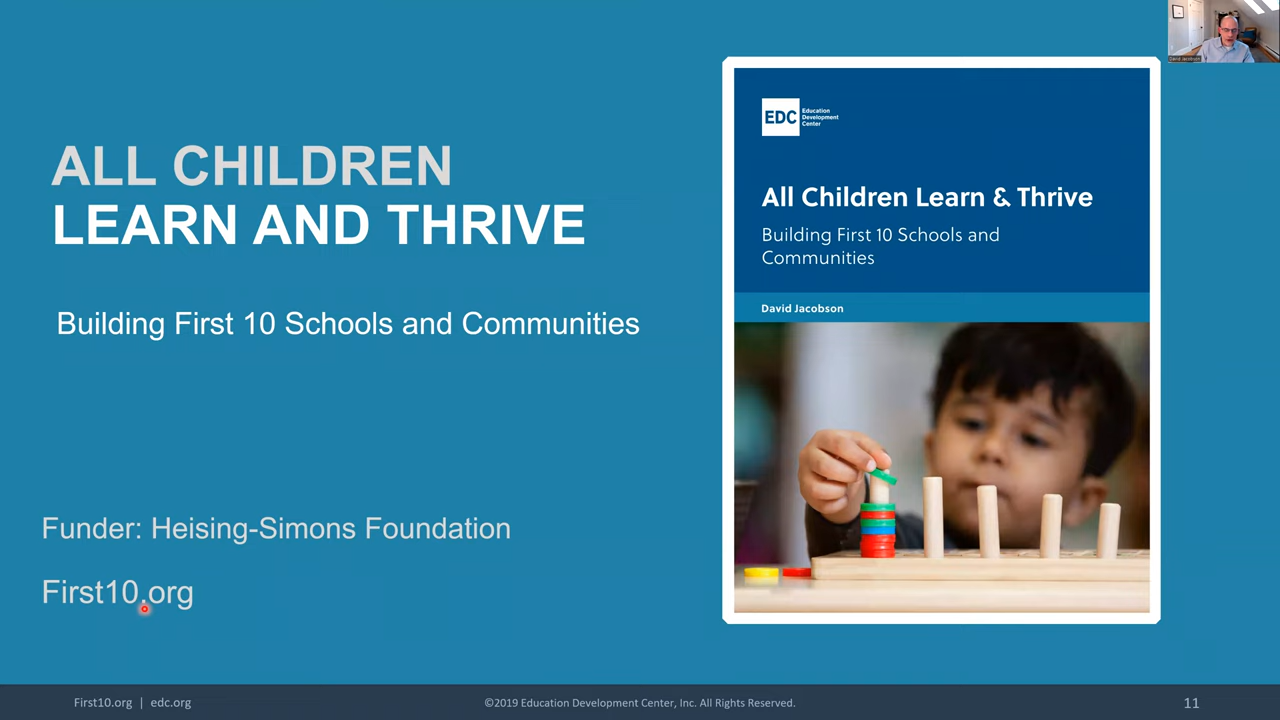 ALL CHILDREN
LEARN AND THRIVE
Building First 10 Schools and Communities
Funder: Heising-Simons Foundation
First10.org
EDC
Education
Development
Center
All Children Learn & Thrive
Building First 10 Schools and
Communities
David Jacobson
David Jacobson
First10.org | edc.org
©2019 Education Development Center, Inc. All Rights Reserved.
11